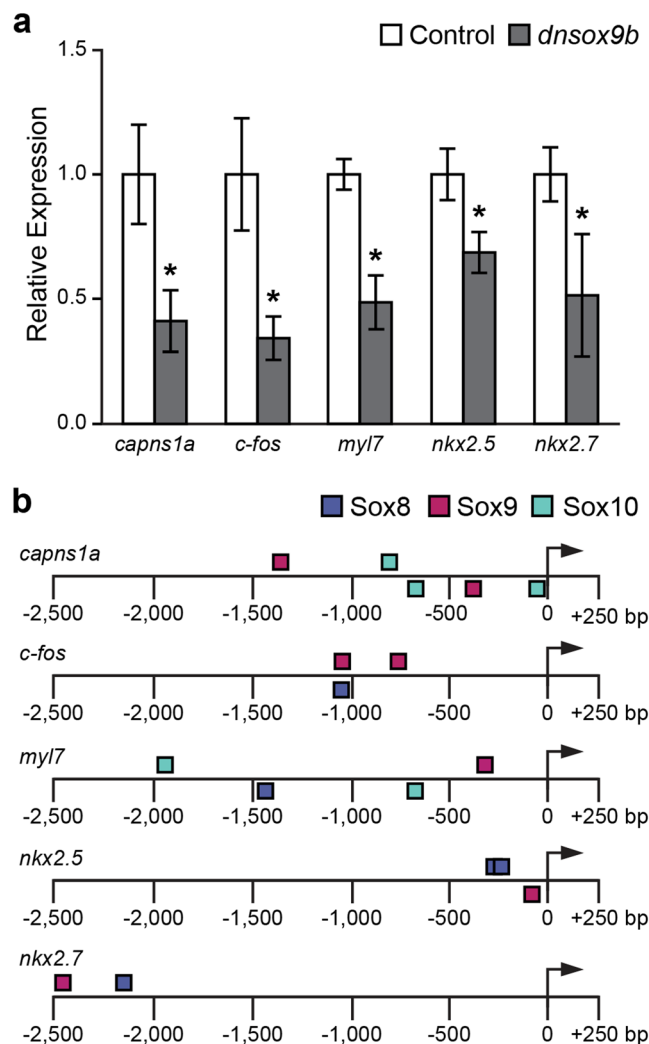 a
Control dnsox9b
1.5
1.0
0.5
0.0
Relative Expression
* * * * *
capns1a c-fos myl7 nkx2.5 nkx2.7
b
Sox8 Sox9 Sox10
capns1a
-2,500 -2,000 -1,500 -1,000 -500 0 +250 bp
c-fos
-2,500 -2,000 -1,500 -1,000 -500 0 +250 bp
myl7
-2,500 -2,000 -1,500 -1,000 -500 0 +250 bp
nkx2.5
-2,500 -2,000 -1,500 -1,000 -500 0 +250 bp
nkx2.7
-2,500 -2,000 -1,500 -1,000 -500 0 +250 bp